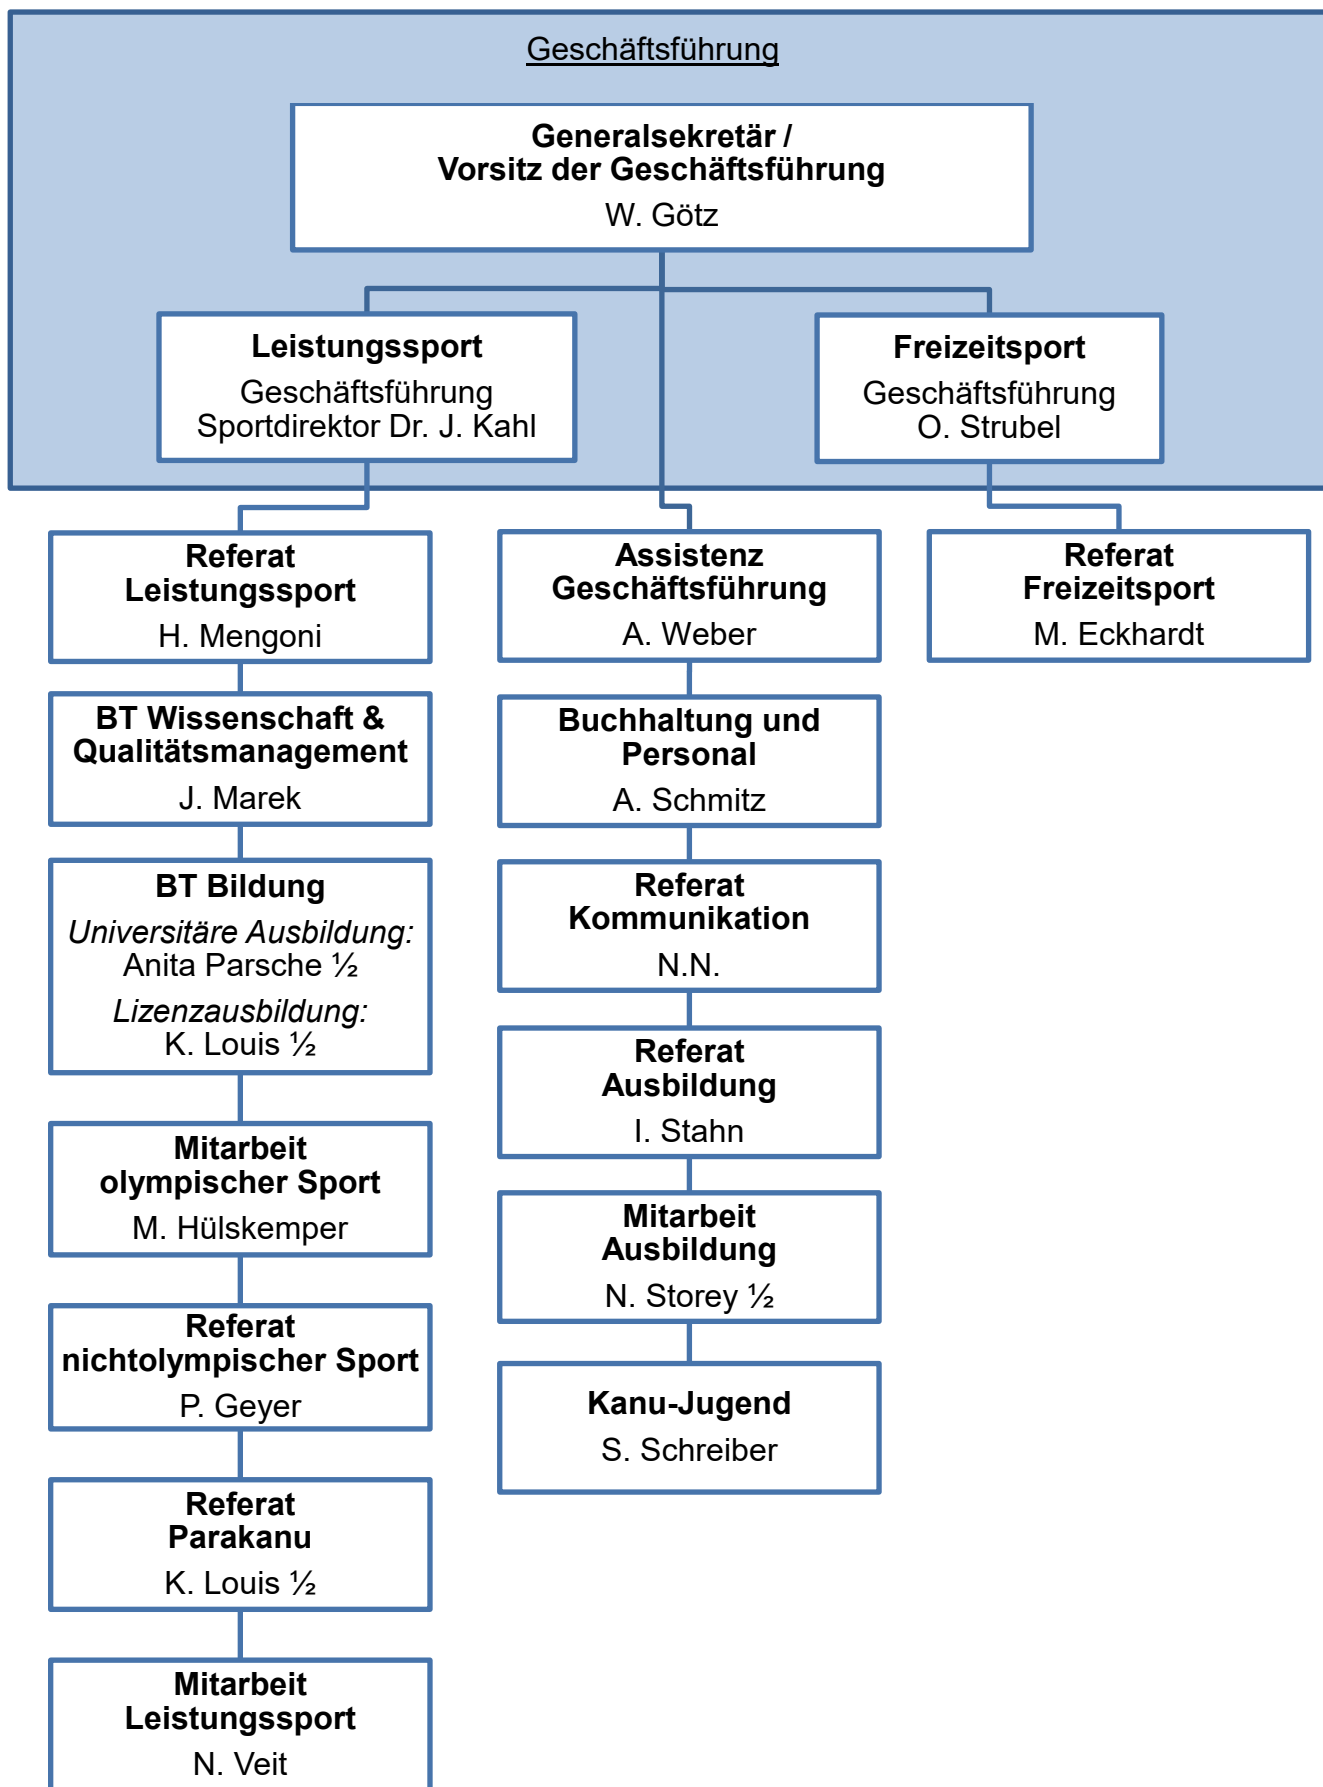 Geschäftsführung
Generalsekretär /
Vorsitz der Geschäftsführung
W. Götz
Leistungssport
Geschäftsführung
Sportdirektor Dr. J. Kahl
Freizeitsport
Geschäftsführung
O. Strubel
Referat
Leistungssport
H. Mengoni
BT Wissenschaft &
Qualitätsmanagement
J. Marek
BT Bildung
Universitäre Ausbildung:
Anita Parsche ½
Lizenzausbildung:
K. Louis ½
Mitarbeit
olympischer Sport
M. Hülskemper
Referat
nichtolympischer Sport
P. Geyer
Referat
Parakanu
K. Louis ½
Mitarbeit
Leistungssport
N. Veit
Assistenz
Geschäftsführung
A. Weber
Buchhaltung und
Personal
A. Schmitz
Referat
Kommunikation
N.N.
Referat
Ausbildung
I. Stahn
Mitarbeit
Ausbildung
N. Storey ½
Kanu-Jugend
S. Schreiber
Referat
Freizeitsport
M. Eckhardt